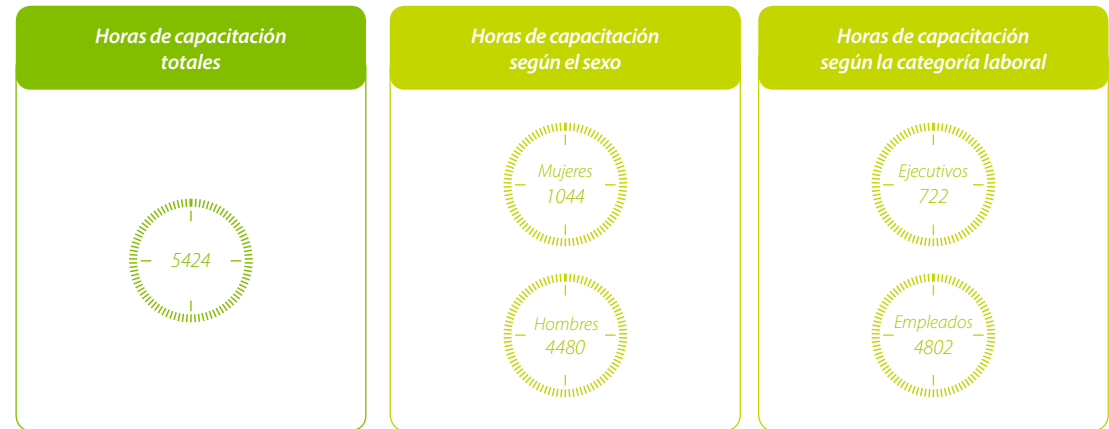 Horas de capacitación
totales
5424
Horas de capacitación
según el sexo
Mujeres
1044
Hombres
4480
Horas de capacitación
según la categoría laboral
Ejecutivos
722
Empleados
4802